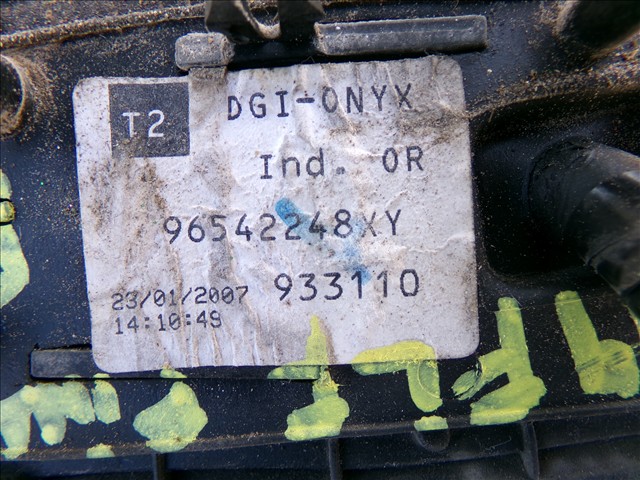 T2
DGI-ONYX
Ind. 0R
96542248XY
23/01/2007 933110
14:10:49